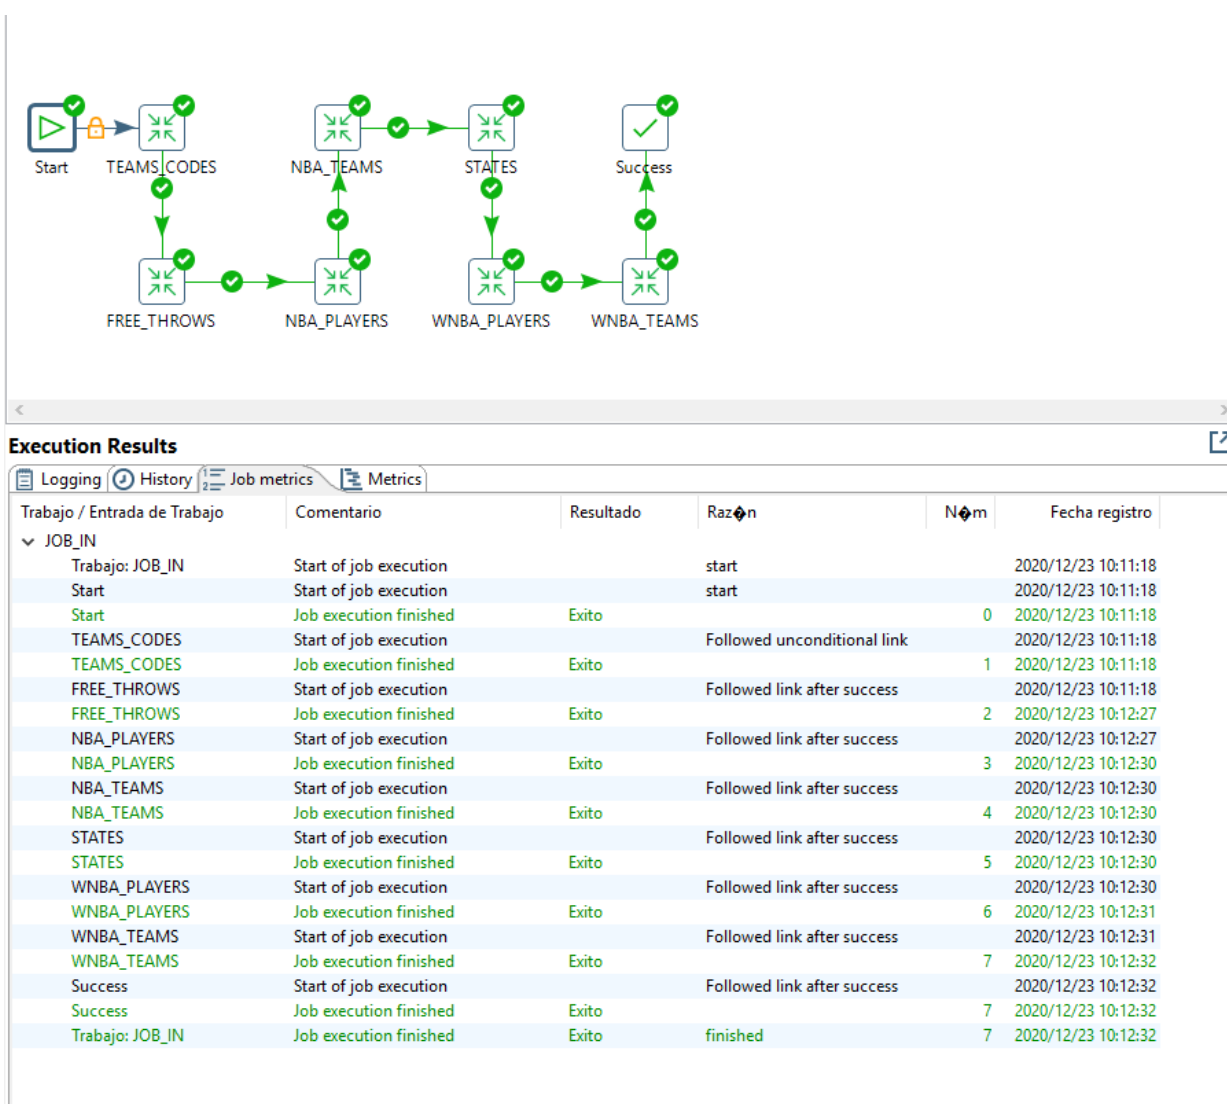 Start TEAMS_CODES NBA_TEAMS STATES Success
FREE_THROWS NBA_PLAYERS WNBA_PLAYERS WNBA_TEAMS
Execution Results
Logging History Job metrics Metrics
Trabajo / Entrada de Trabajo Comentario Resultado Raz�n N�m Fecha registro
JOB_IN
Trabajo: JOB_IN Start of job execution start 2020/12/23 10:11:18
Start Start of job execution start 2020/12/23 10:11:18
Start Job execution finished Exito 0 2020/12/23 10:11:18
TEAMS_CODES Start of job execution Followed unconditional link 2020/12/23 10:11:18
TEAMS_CODES Job execution finished Exito 1 2020/12/23 10:11:18
FREE_THROWS Start of job execution Followed link after success 2020/12/23 10:11:18
FREE_THROWS Job execution finished Exito 2 2020/12/23 10:12:27
NBA_PLAYERS Start of job execution Followed link after success 2020/12/23 10:12:27
NBA_PLAYERS Job execution finished Exito 3 2020/12/23 10:12:30
NBA_TEAMS Start of job execution Followed link after success 2020/12/23 10:12:30
NBA_TEAMS Job execution finished Exito 4 2020/12/23 10:12:30
STATES Start of job execution Followed link after success 2020/12/23 10:12:30
STATES Job execution finished Exito 5 2020/12/23 10:12:30
WNBA_PLAYERS Start of job execution Followed link after success 2020/12/23 10:12:30
WNBA_PLAYERS Job execution finished Exito 6 2020/12/23 10:12:31
WNBA_TEAMS Start of job execution Followed link after success 2020/12/23 10:12:31
WNBA_TEAMS Job execution finished Exito 7 2020/12/23 10:12:32
Success Start of job execution Followed link after success 2020/12/23 10:12:32
Success Job execution finished Exito 7 2020/12/23 10:12:32
Trabajo: JOB_IN Job execution finished Exito finished 7 2020/12/23 10:12:32